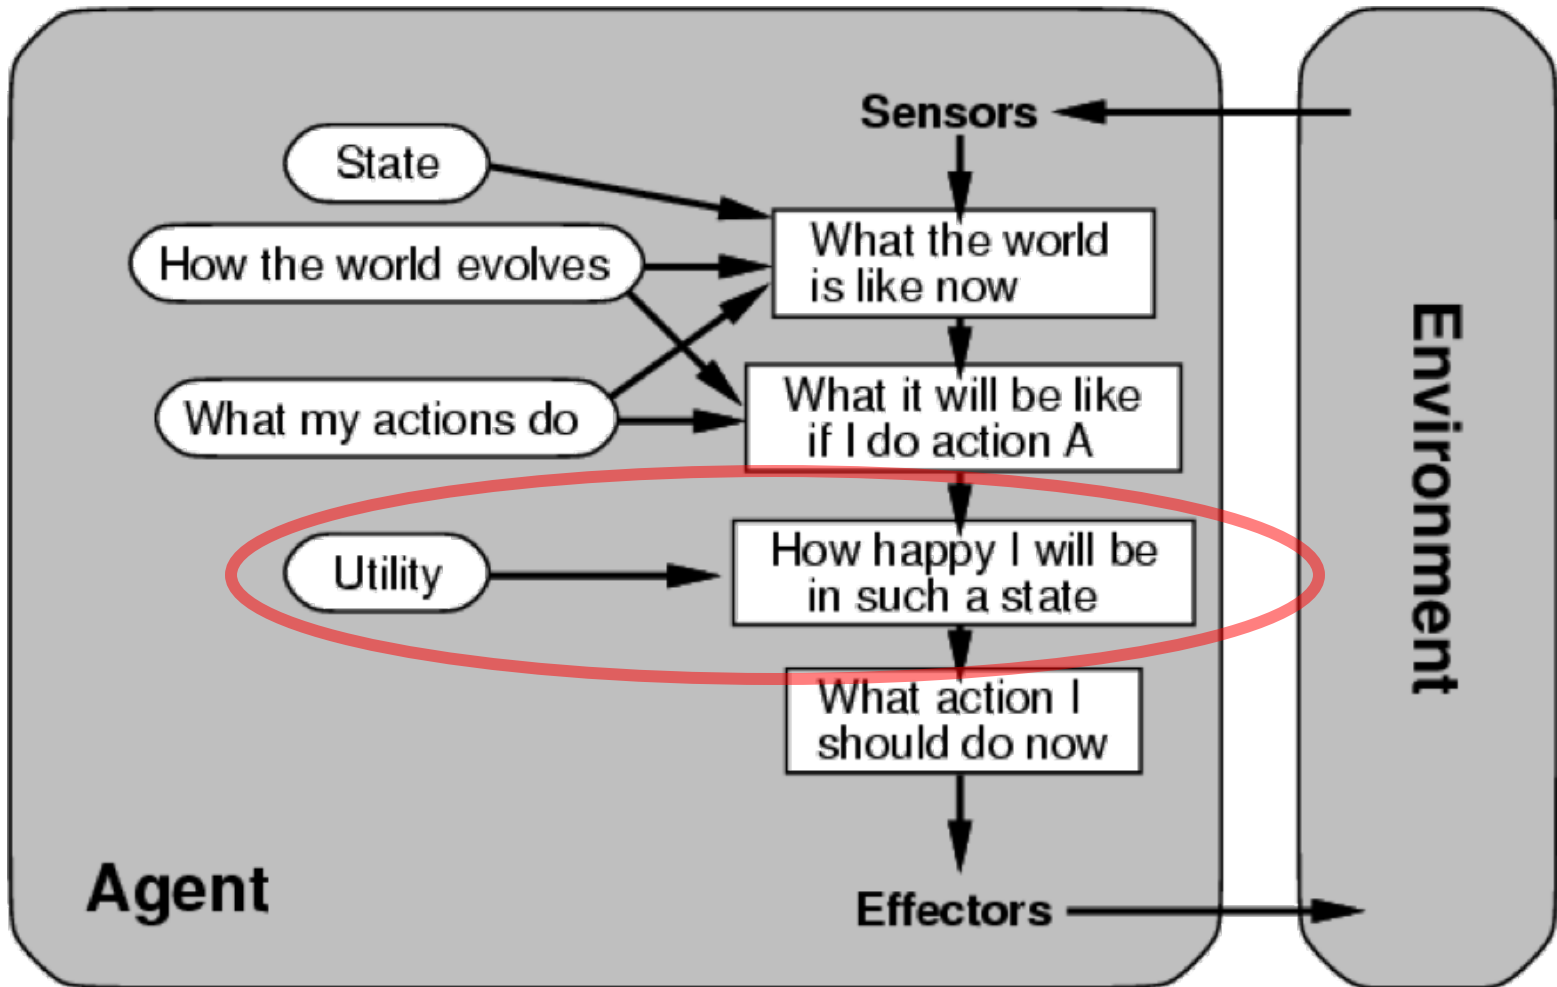 Sensors
State
What the world
is like now
How the world evolves
What it will be like
if I do action A
What my actions do
How happy I will be
in such a state
Utility
What action I
should do now
Agent
Effectors
Environment